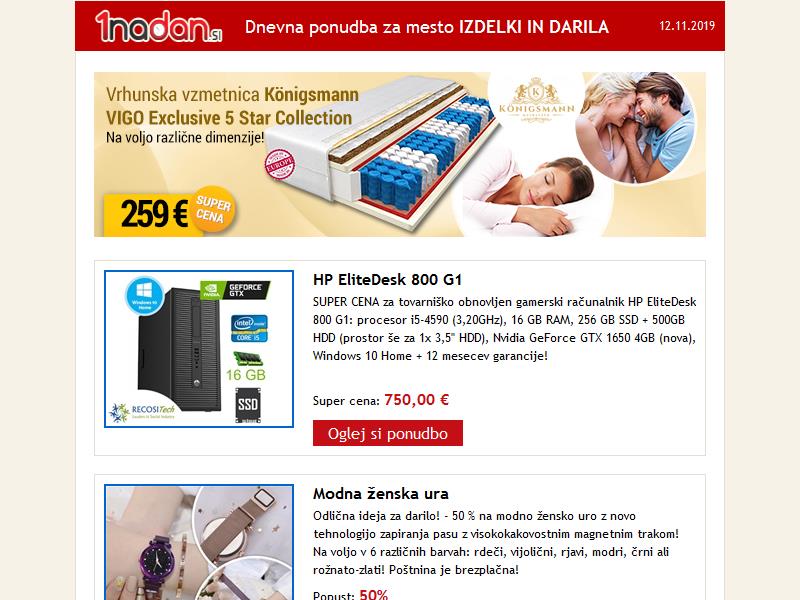 1nadan.SI
Dnevna ponudba za mesto IZDELKI IN DARILA
12.11.2019
Vrhunska vzmetnica Königsmann
VIGO Exclusive 5 Star Collection
Na voljo različne dimenzije!
EUROPE
KÖNIGSMANN
259 €
SUPER
CENA
HP EliteDesk 800 G1
SUPER CENA za tovarniško obnovljen gamerski računalnik HP EliteDesk
800 G1: procesor i5-4590 (3,20GHz), 16 GB RAM, 256 GB SSD + 500GB
HDD (prostor še za 1x 3,5" HDD), Nvidia GeForce GTX 1650 4GB (nova),
Windows 10 Home + 12 mesecev garancije!
Super cena: 750,00 €
Oglej si ponudbo
Windows 10
Home
NVIDIA
GEFORCE
GTX
intel
CORE i5
16 GB
SSD
RECOSITech
Modna ženska ura
Odlična ideja za darilo! - 50 % na modno žensko uro z novo
tehnologijo zapiranja pasu z visokokakovostnim magnetnim trakom!
Na voljo v 6 različnih barvah: rdeči, vijolični, rjavi, modri, črni ali
rožnato-zlati! Poštnina je brezplačna!
Popust: 50%